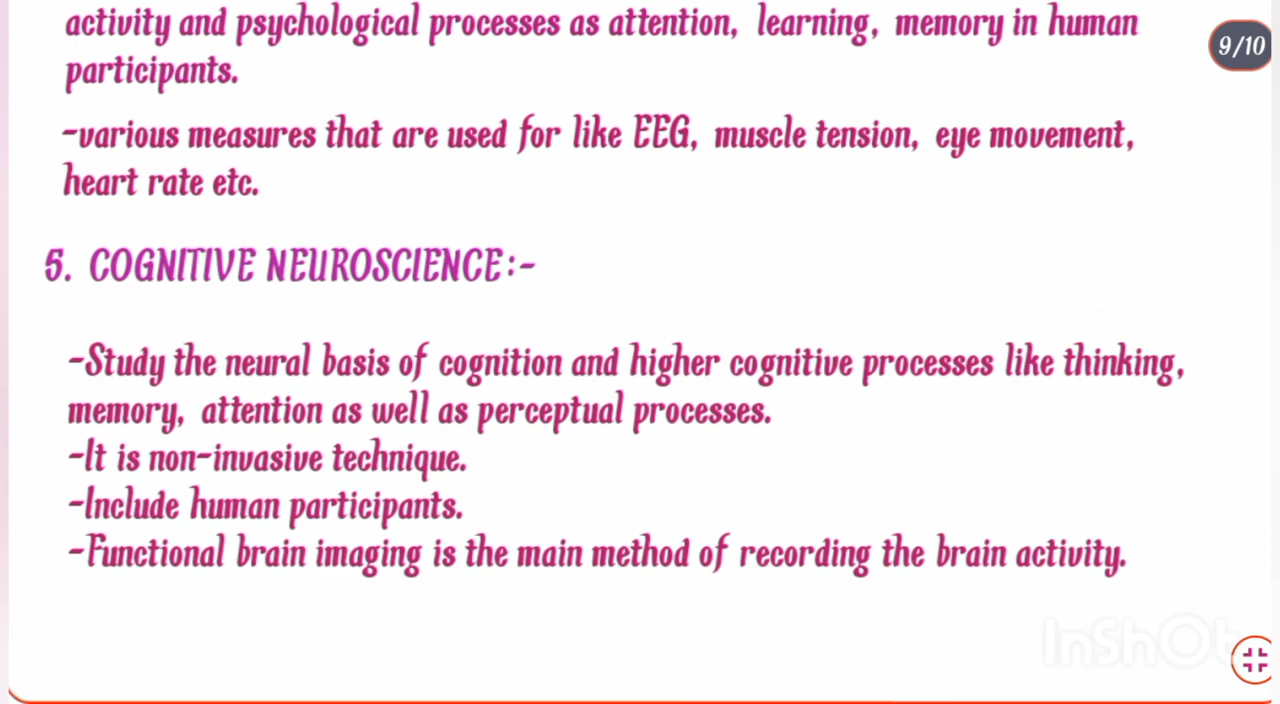 activity and psychological processes as attention, learning, memory in human
9/10
participants.
-various measures that are used for like EEG, muscle tension, eye movement,
heart rate etc.
5. COGNITIVE NEUROSCIENCE:-
-Study the neural basis of cognition and higher cognitive processes like thinking,
memory, attention as well as perceptual processes.
-It is non-invasive technique.
-Include human participants.
-Functional brain imaging is the main method of recording the brain activity.
InShOt